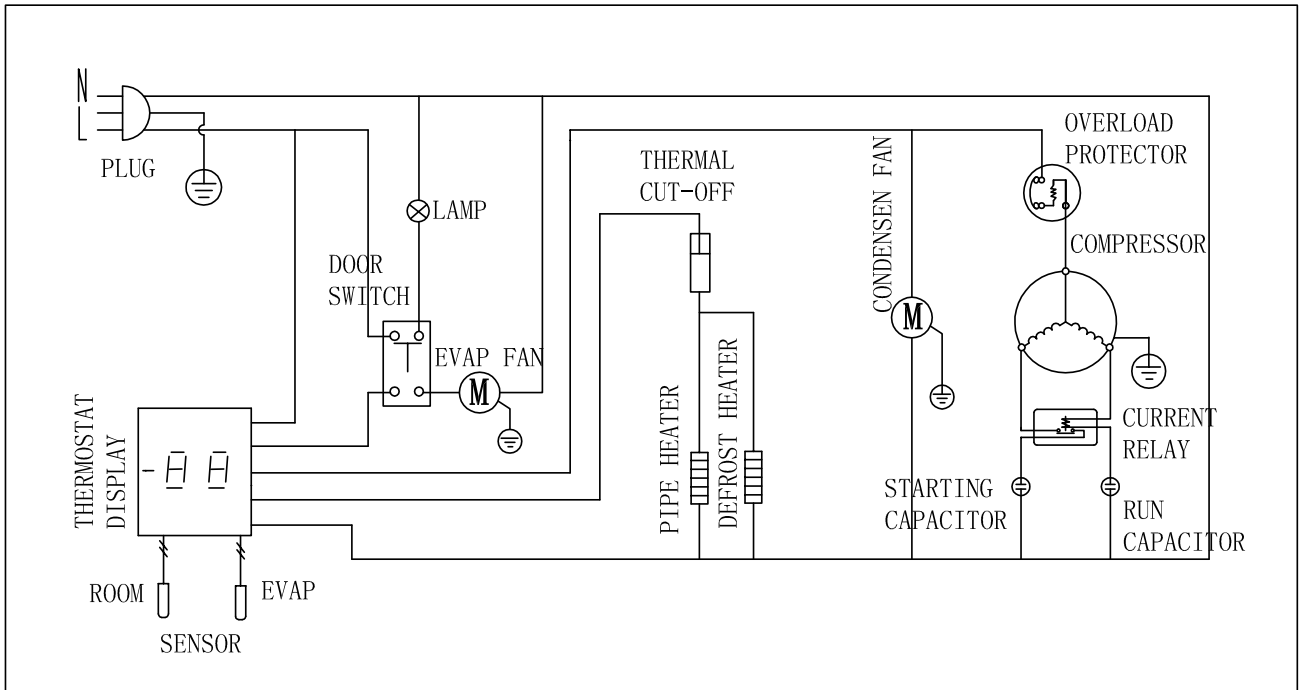 N
L
PLUG
LAMP
DOOR
SWITCH
EVAP FAN
M
THERMAL
CUT-OFF
PIPE HEATER
DEFROST HEATER
CONDENSEN FAN
M
OVERLOAD
PROTECTOR
COMPRESSOR
CURRENT
RELAY
STARTING
CAPACITOR
RUN
CAPACITOR
THERMOSTAT
DISPLAY
-8 8
ROOM
EVAP
SENSOR